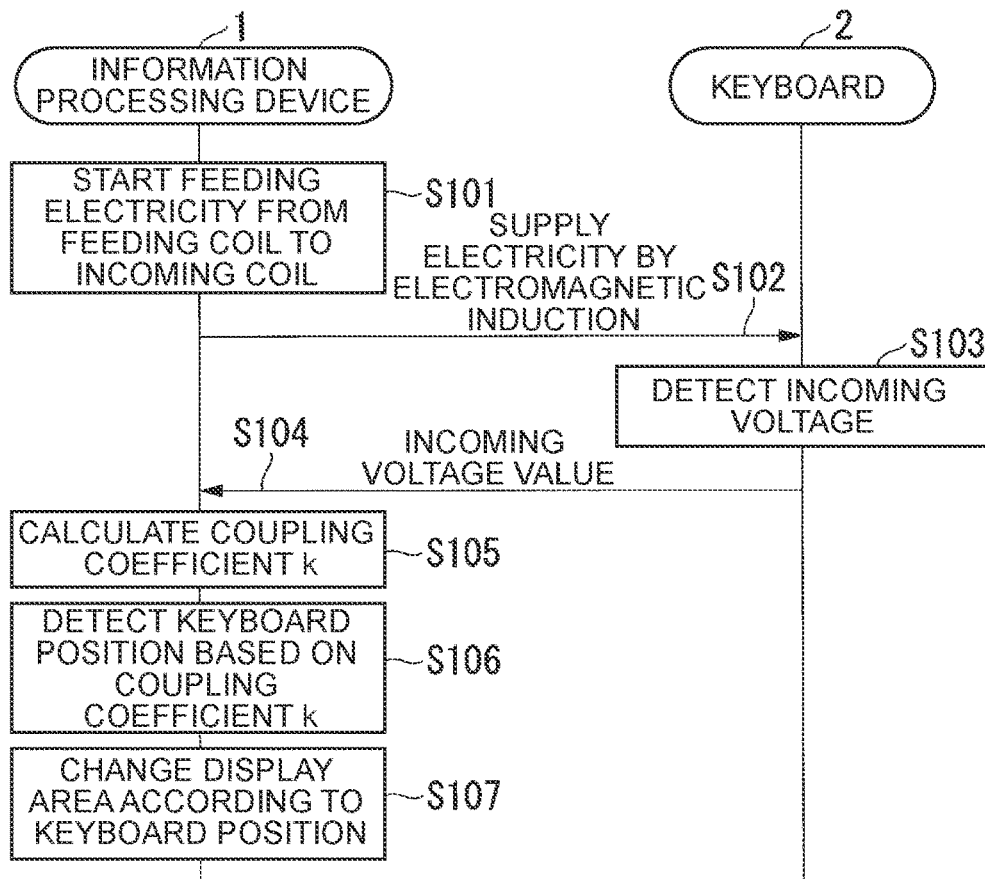 1
2
INFORMATION
PROCESSING DEVICE
KEYBOARD
START FEEDING
ELECTRICITY FROM
FEEDING COIL TO
INCOMING COIL
S101
SUPPLY
ELECTRICITY BY
ELECTROMAGNETIC
INDUCTION
S102
S103
DETECT INCOMING
VOLTAGE
S104
INCOMING
VOLTAGE VALUE
CALCULATE COUPLING
COEFFICIENT k
S105
DETECT KEYBOARD
POSITION BASED ON
COUPLING
COEFFICIENT k
S106
CHANGE DISPLAY
AREA ACCORDING TO
KEYBOARD POSITION
S107